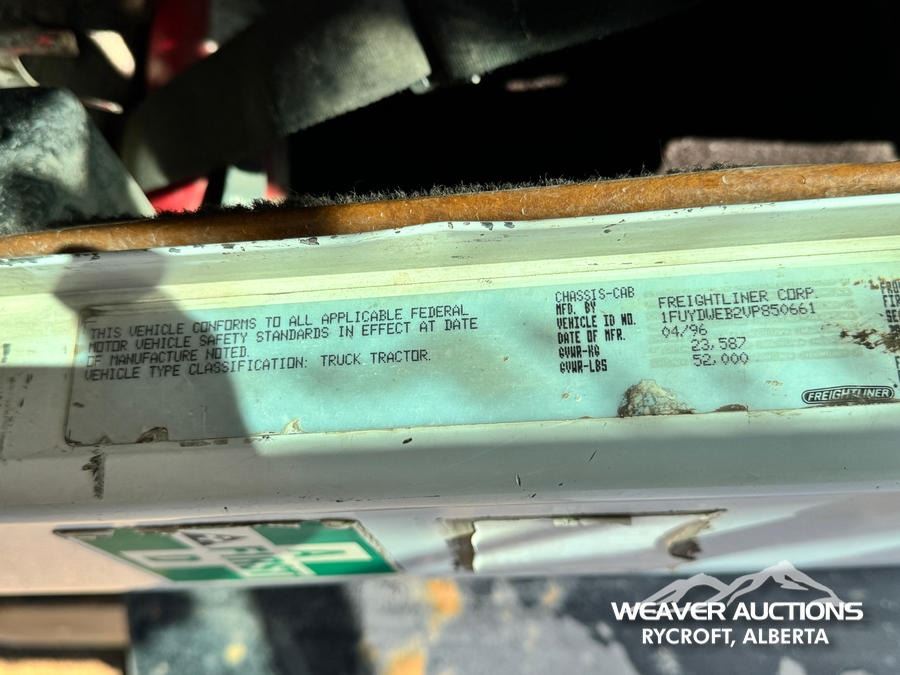 THIS VEHICLE CONFORMS TO ALL APPLICABLE FEDERAL
MOTOR VEHICLE SAFETY STANDARDS IN EFFECT AT DATE
OF MANUFACTURE NOTED.
VEHICLE TYPE CLASSIFICATION: TRUCK TRACTOR.
CHASSIS-CAB
MFD. BY FREIGHTLINER CORP
VEHICLE ID NO. 1FUYDWEB2VP850661
DATE OF MFR. 04/96
GVWR-KG 23,587
GVWR-LBS 52,000
FREIGHTLINER
FIRST
AID
WEAVER AUCTIONS
RYCROFT, ALBERTA